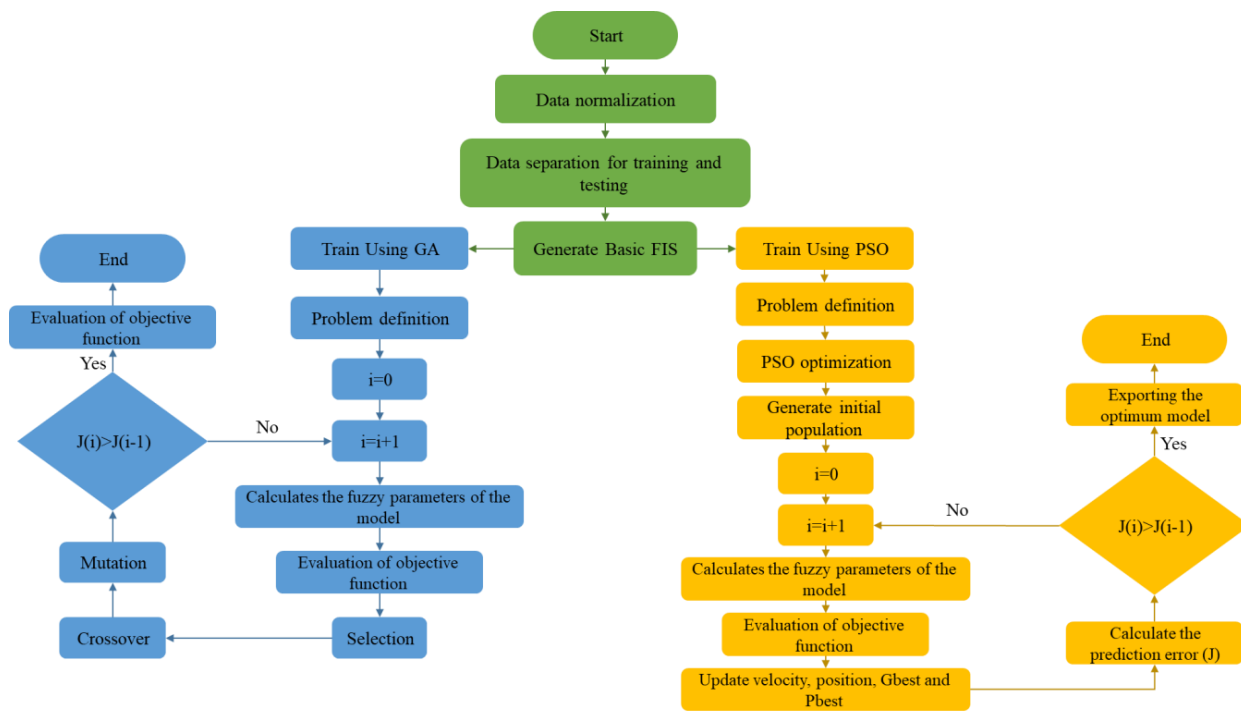 Start
Data normalization
Data separation for training and
testing
Generate Basic FIS
Train Using GA
Problem definition
i=0
i=i+1
Calculates the fuzzy parameters of the
model
Evaluation of objective
function
Selection
Crossover
Mutation
J(i)>J(i-1)
No
Yes
Evaluation of objective
function
End
Train Using PSO
Problem definition
PSO optimization
Generate initial
population
i=0
i=i+1
Calculates the fuzzy parameters of the
model
Evaluation of objective
function
Update velocity, position, Gbest and
Pbest
Calculate the
prediction error (J)
J(i)>J(i-1)
No
Yes
Exporting the
optimum model
End